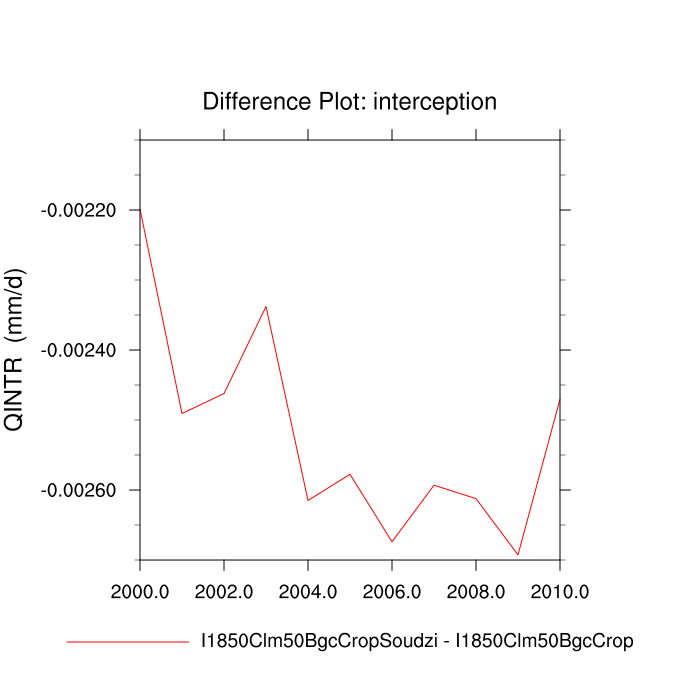 Difference Plot: interception
QINTR (mm/d)
-0.00220
-0.00240
-0.00260
2000.0 2002.0 2004.0 2006.0 2008.0 2010.0
I1850Clm50BgcCropSoudzi - I1850Clm50BgcCrop